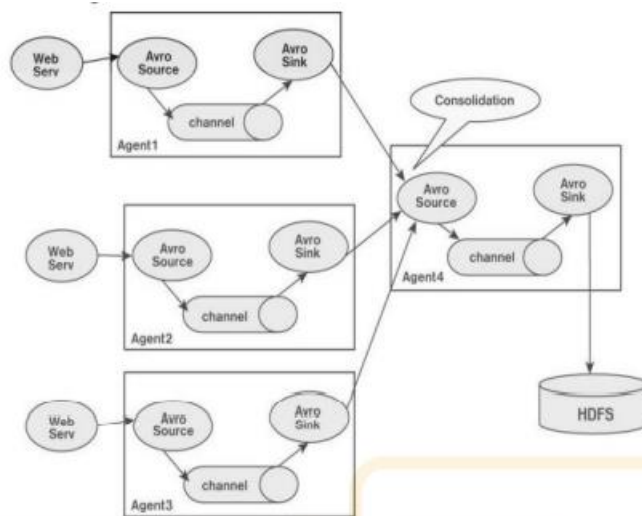 Web
Serv
Avro
Source
Avro
Sink
channel
Agent1
Consolidation
Web
Serv
Avro
Source
Avro
Sink
channel
Agent2
Avro
Source
Avro
Sink
channel
Agent4
Web
Serv
Avro
Source
Avro
Sink
channel
Agent3
HDFS